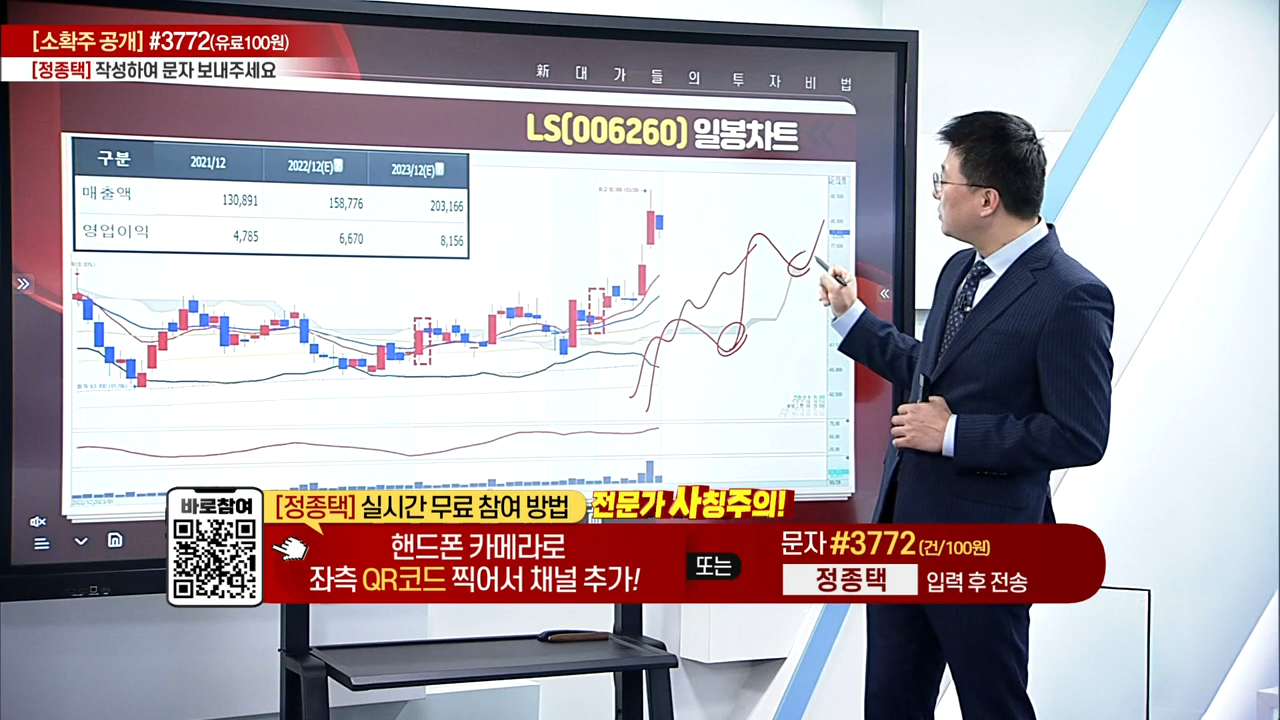 [소확주 공개] #3772(유료100원)
[정종택] 작성하여 문자 보내주세요
新 대 가 들 의 투 자 비 법
LS(006260) 일봉차트
구분 2021/12 2022/12(E) 2023/12(E)
매출액 130,891 158,776 203,166
영업이익 4,785 6,670 8,156
바로참여
[정종택] 실시간 무료 참여 방법
전문가 사칭주의!
핸드폰 카메라로
좌측 QR코드 찍어서 채널 추가!
또는
문자 #3772 (건/100원)
정종택 입력 후 전송